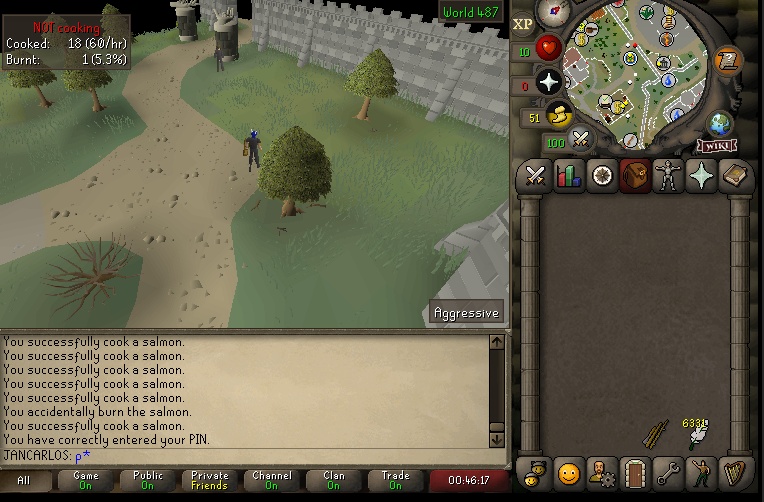 NOT cooking
Cooked: 18 (60/hr)
Burnt: 1 (5.3%)
World 487
XP
10
0
51
100
WIKI
Aggressive
6331
You successfully cook a salmon.
You successfully cook a salmon.
You successfully cook a salmon.
You successfully cook a salmon.
You successfully cook a salmon.
You accidentally burn the salmon.
You successfully cook a salmon.
You have correctly entered your PIN.
JANCARLOS: p*
All
Game
On
Public
On
Private
Friends
Channel
On
Clan
On
Trade
On
00:46:17